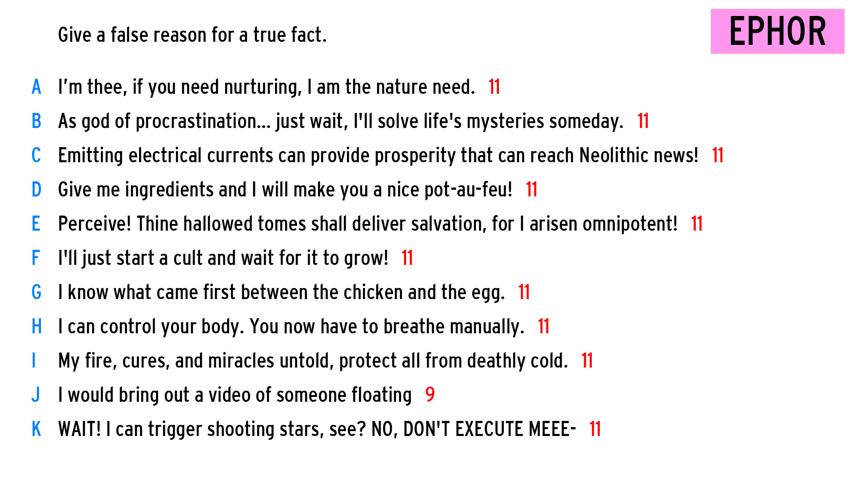 Give a false reason for a true fact.
EPHOR
A I'm thee, if you need nurturing, I am the nature need. 11
B As god of procrastination... just wait, I'll solve life's mysteries someday. 11
C Emitting electrical currents can provide prosperity that can reach Neolithic news! 11
D Give me ingredients and I will make you a nice pot-au-feu! 11
E Perceive! Thine hallowed tomes shall deliver salvation, for I arisen omnipotent! 11
F I'll just start a cult and wait for it to grow! 11
G I know what came first between the chicken and the egg. 11
H I can control your body. You now have to breathe manually. 11
I My fire, cures, and miracles untold, protect all from deathly cold. 11
J I would bring out a video of someone floating 9
K WAIT! I can trigger shooting stars, see? NO, DON'T EXECUTE MEEE- 11